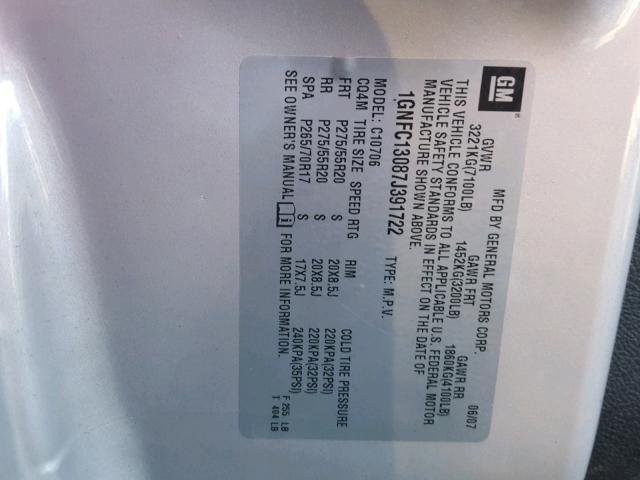 GM ®
MFD BY GENERAL MOTORS CORP 06/07
GVWR GAWR FRT GAWR RR
3221KG(7100LB) 1452KG(3200LB) 1860KG(4100LB)
THIS VEHICLE CONFORMS TO ALL APPLICABLE U.S. FEDERAL MOTOR
VEHICLE SAFETY STANDARDS IN EFFECT ON THE DATE OF
MANUFACTURE SHOWN ABOVE.
1GNFC13087J391722 TYPE: M.P.V.
MODEL: C10706
CQ4M TIRE SIZE SPEED RTG RIM COLD TIRE PRESSURE
FRT P275/55R20 S 20X8.5J 220KPA(32PSI)
RR P275/55R20 S 20X8.5J 220KPA(32PSI)
SPA P265/70R17 S 17X7.5J 240KPA(35PSI)
SEE OWNER'S MANUAL i FOR MORE INFORMATION.
F 255 LB
T 404 LB